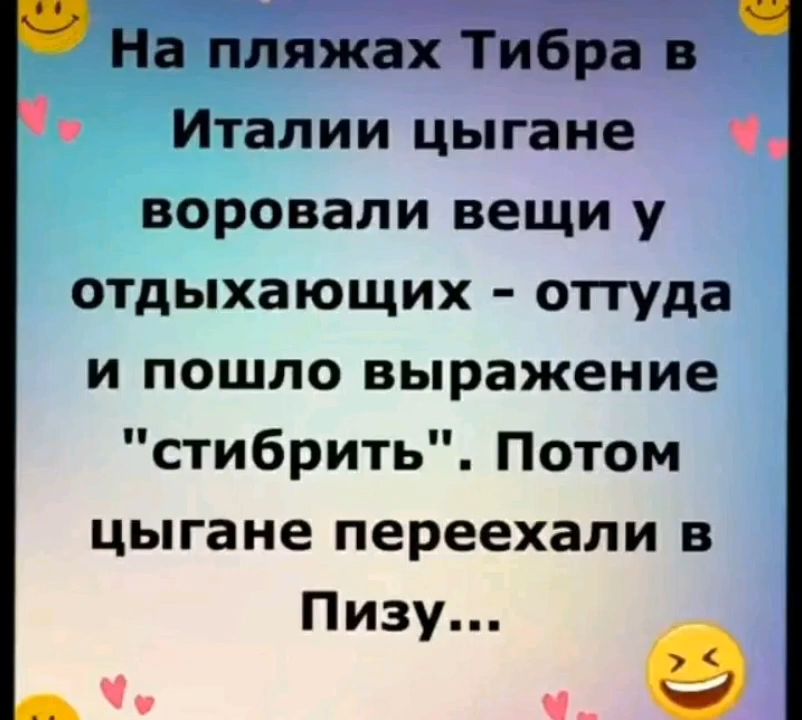 На пляжах Тибра в
Италии цыгане
воровали вещи у
отдыхающих - оттуда
и пошло выражение
"стибрить". Потом
цыгане переехали в
Пизу...